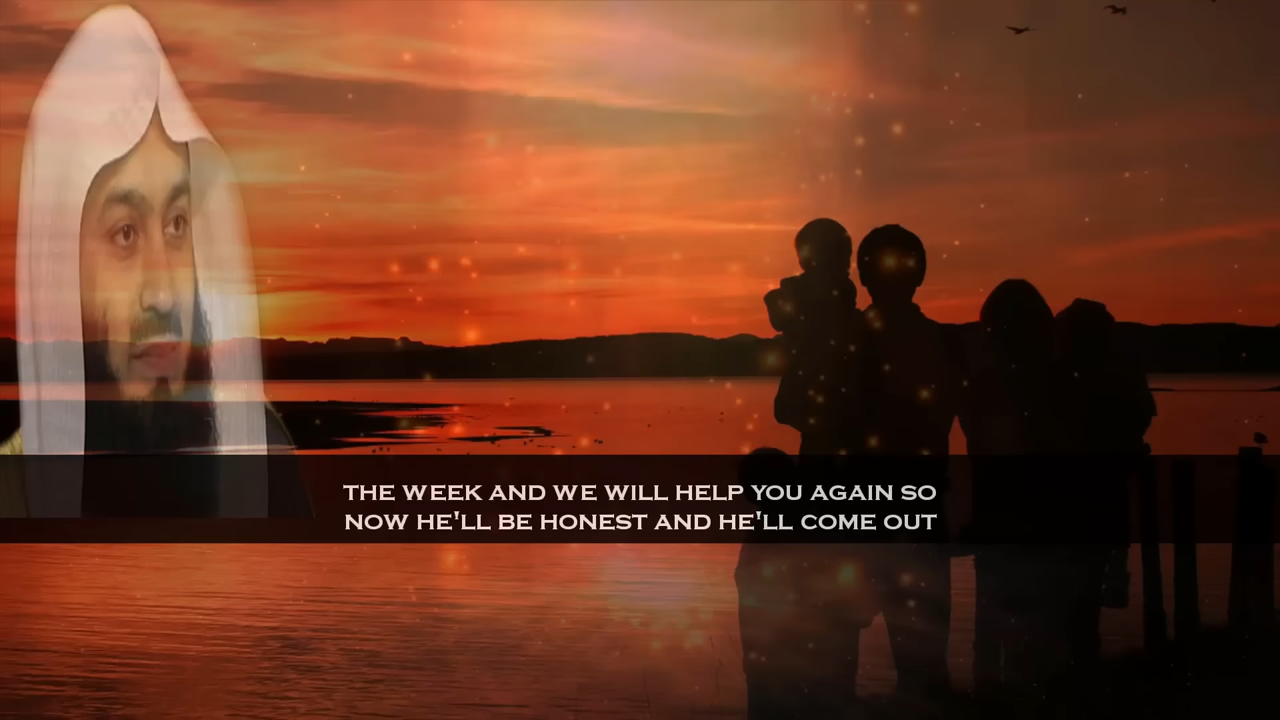 THE WEEK AND WE WILL HELP YOU AGAIN SO
NOW HE'LL BE HONEST AND HE'LL COME OUT